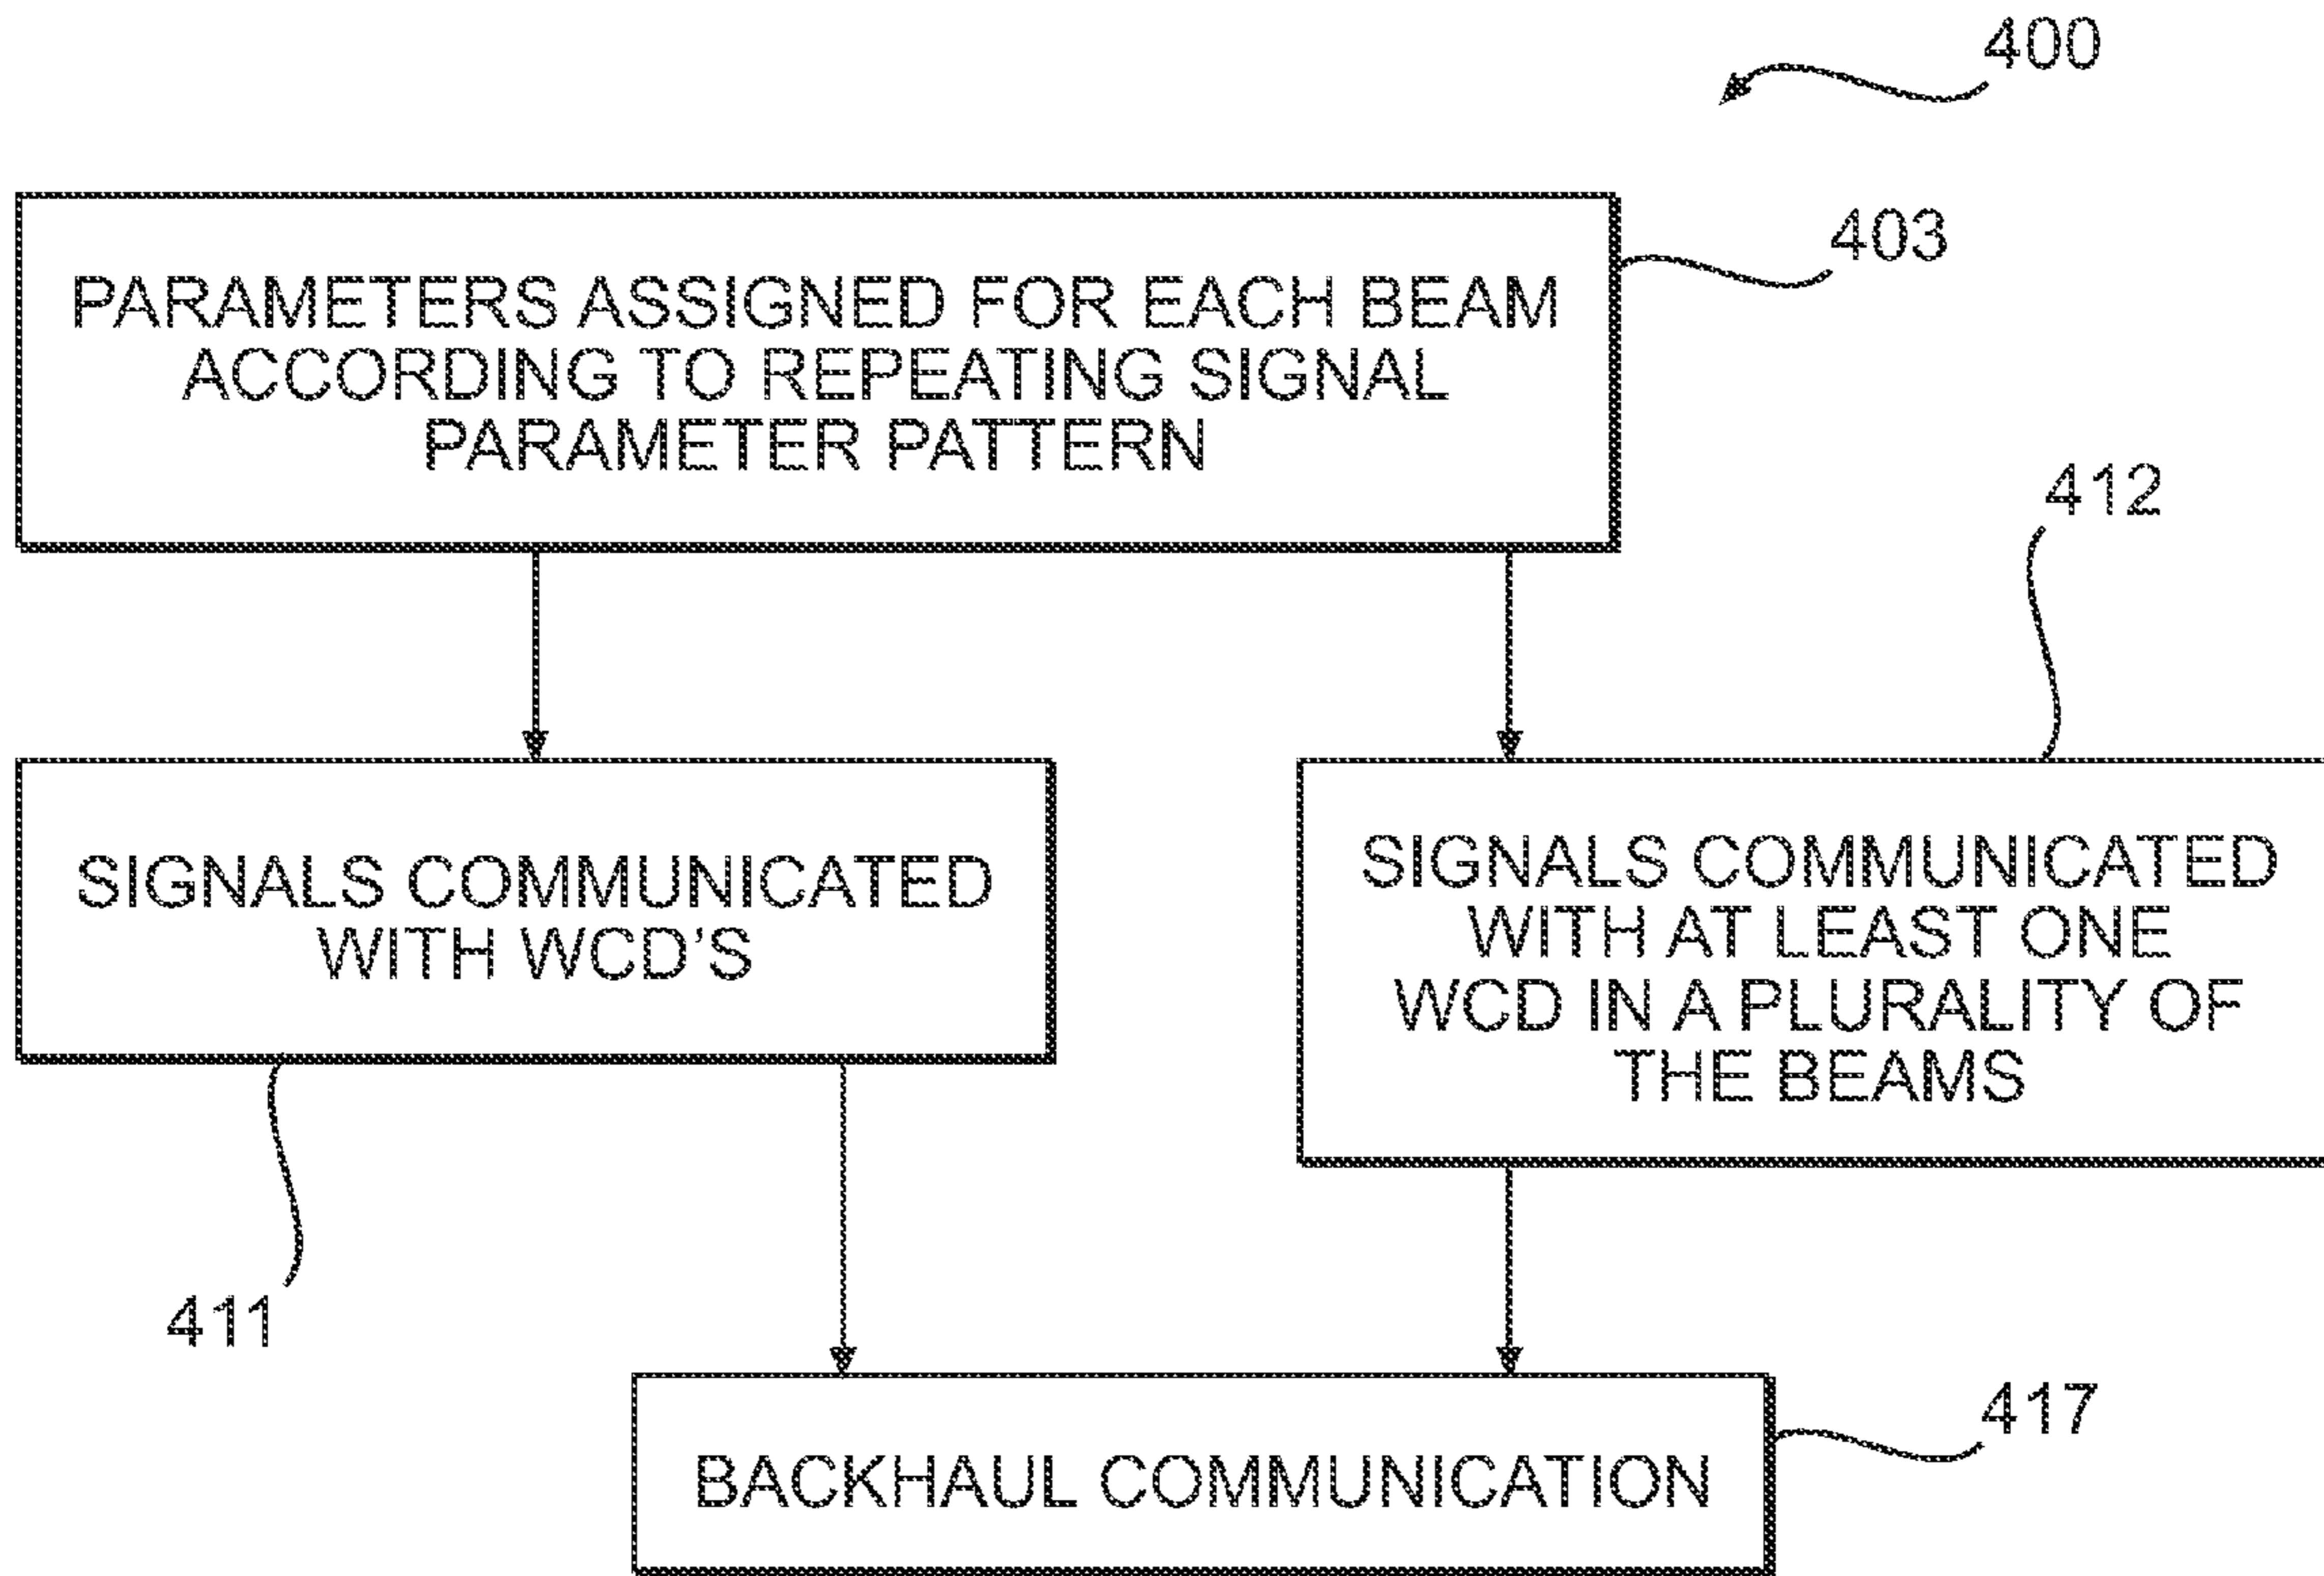 400
PARAMETERS ASSIGNED FOR EACH BEAM
ACCORDING TO REPEATING SIGNAL
PARAMETER PATTERN
403
412
SIGNALS COMMUNICATED
WITH WCD'S
SIGNALS COMMUNICATED
WITH AT LEAST ONE
WCD IN A PLURALITY OF
THE BEAMS
411
BACKHAUL COMMUNICATION
417